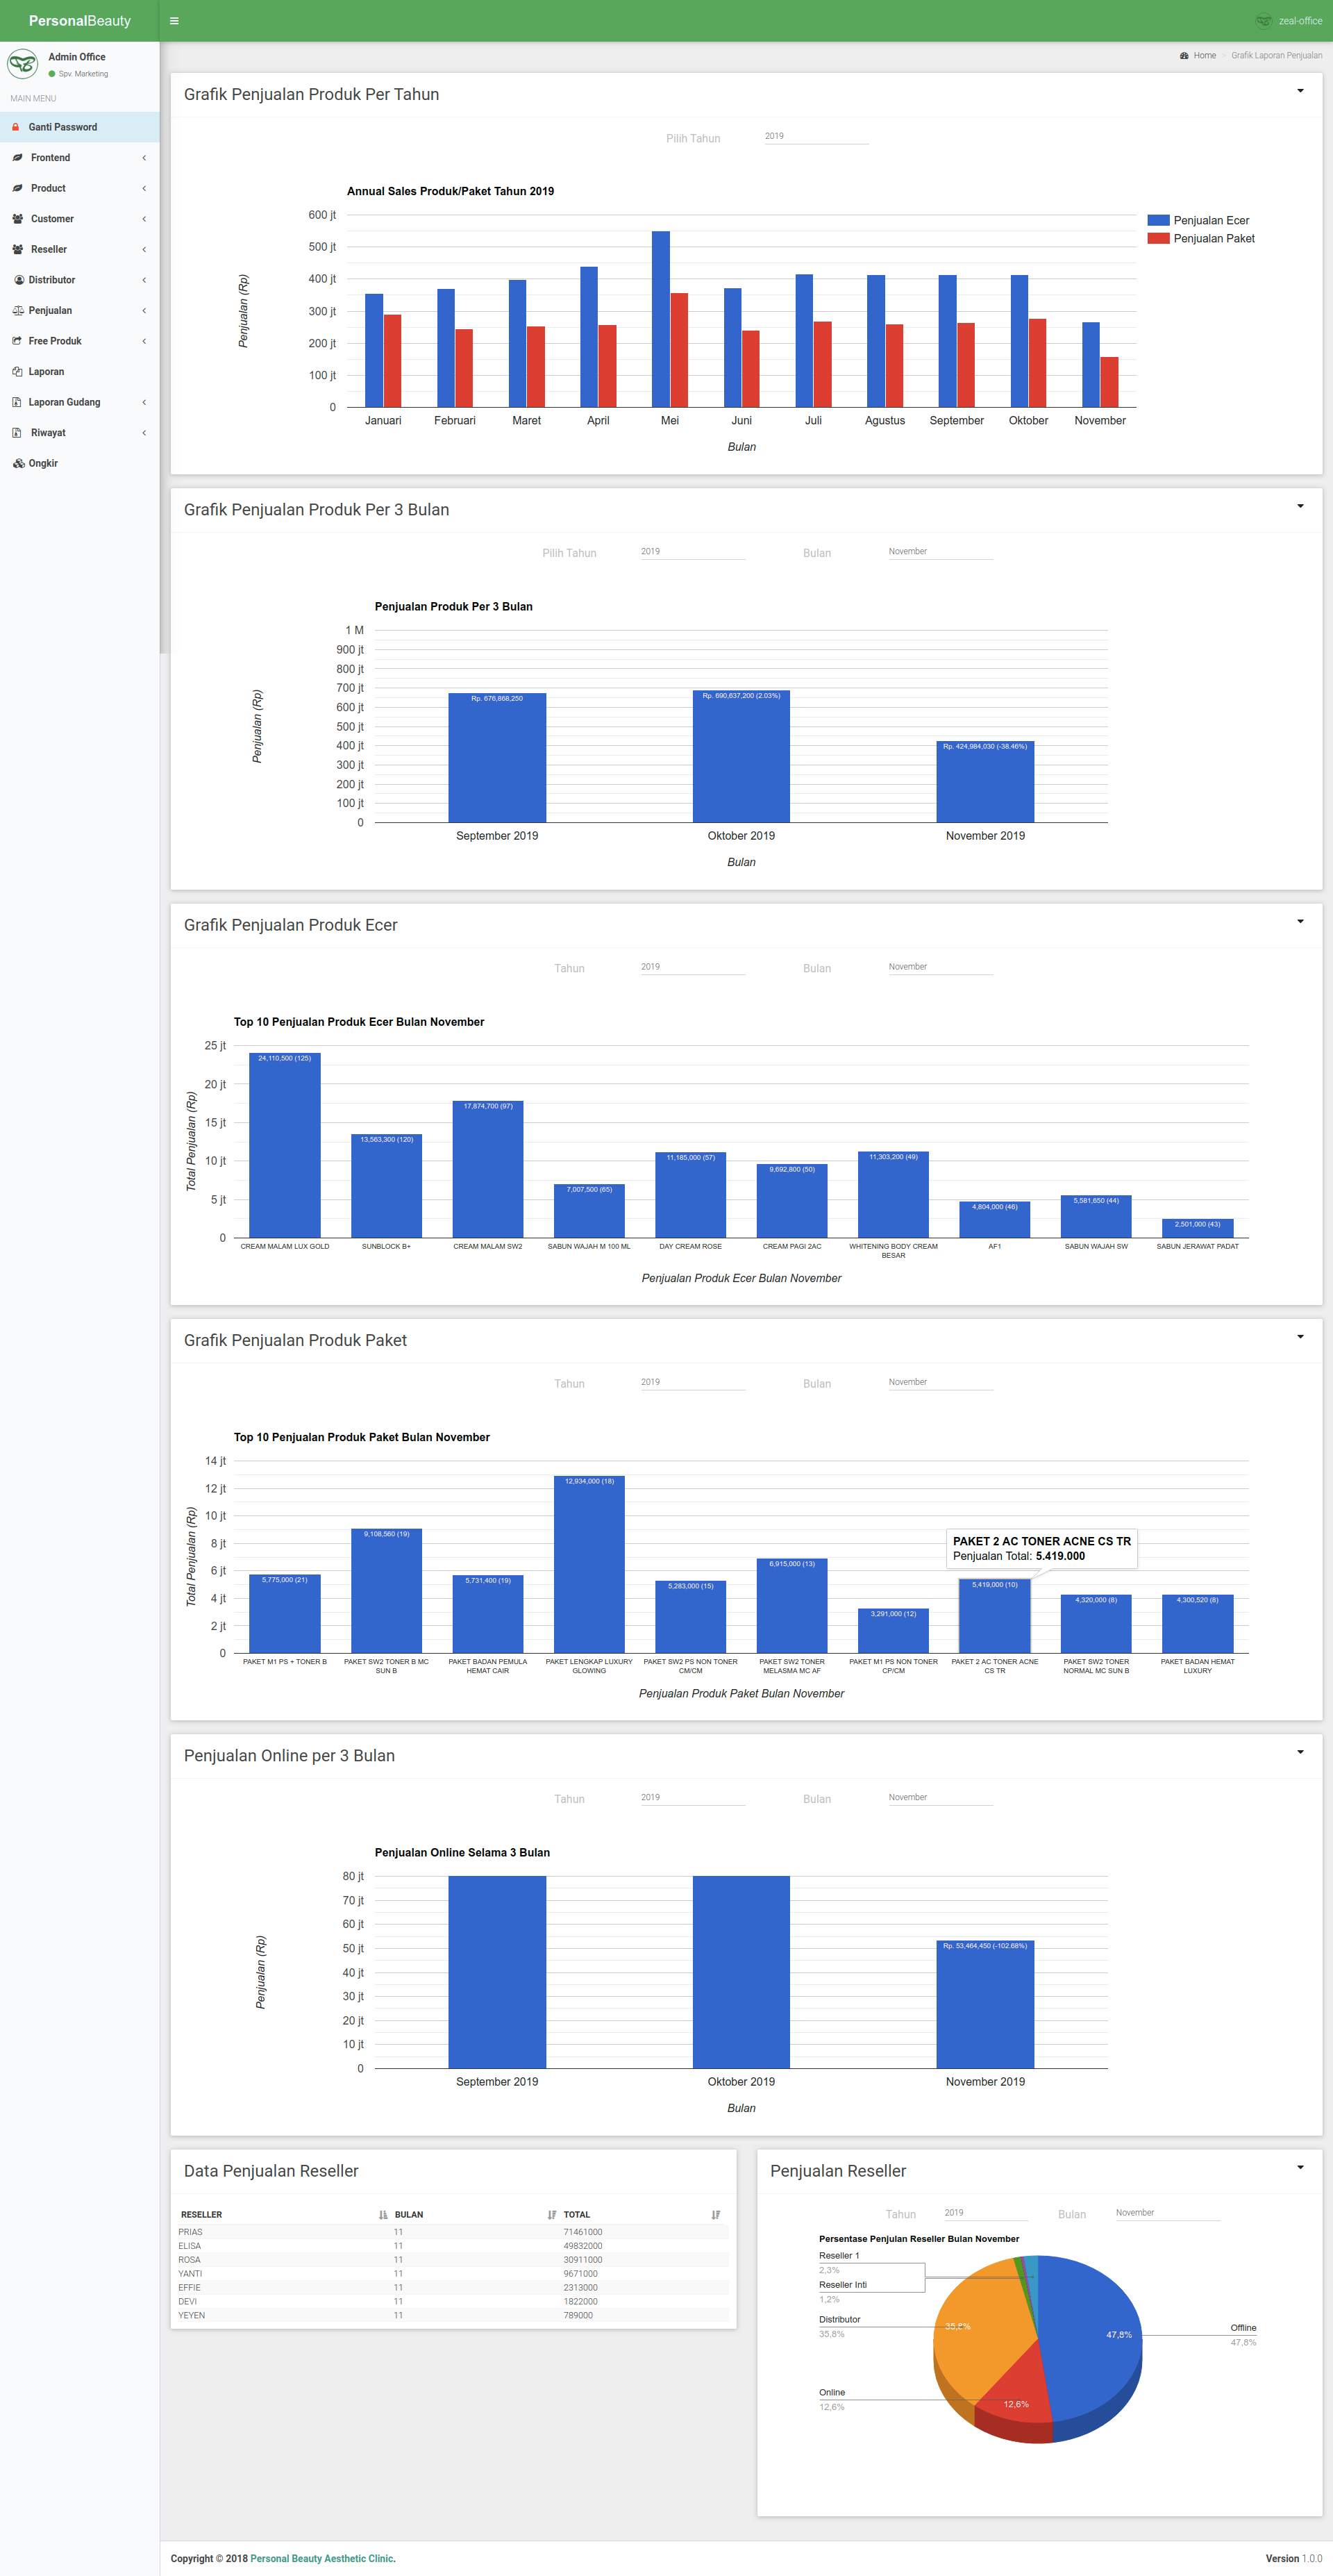 PersonalBeauty
zeal-office
Admin Office
Spv. Marketing
MAIN MENU
Ganti Password
Frontend
Product
Customer
Reseller
Distributor
Penjualan
Free Produk
Laporan
Laporan Gudang
Riwayat
Ongkir
Home > Grafik Laporan Penjualan
Grafik Penjualan Produk Per Tahun
Pilih Tahun 2019
Annual Sales Produk/Paket Tahun 2019
600 jt
500 jt
400 jt
300 jt
200 jt
100 jt
0
Penjualan (Rp)
Penjualan Ecer
Penjualan Paket
Januari Februari Maret April Mei Juni Juli Agustus September Oktober November
Bulan
Grafik Penjualan Produk Per 3 Bulan
Pilih Tahun 2019 Bulan November
Penjualan Produk Per 3 Bulan
1 M
900 jt
800 jt
700 jt
600 jt
500 jt
400 jt
300 jt
200 jt
100 jt
0
Penjualan (Rp)
Rp. 676,868,250
Rp. 690,637,200 (2.03%)
Rp. 424,984,030 (-38.46%)
September 2019 Oktober 2019 November 2019
Bulan
Grafik Penjualan Produk Ecer
Tahun 2019 Bulan November
Top 10 Penjualan Produk Ecer Bulan November
25 jt
20 jt
15 jt
10 jt
5 jt
0
Total Penjualan (Rp)
24,110,500 (125)
13,563,300 (120)
17,874,700 (97)
7,007,500 (65)
11,185,000 (57)
9,692,800 (50)
11,303,200 (49)
4,804,000 (46)
5,581,650 (44)
2,501,000 (43)
CREAM MALAM LUX GOLD
SUNBLOCK B+
CREAM MALAM SW2
SABUN WAJAH M 100 ML
DAY CREAM ROSE
CREAM PAGI 2AC
WHITENING BODY CREAM
BESAR
AF1
SABUN WAJAH SW
SABUN JERAWAT PADAT
Penjualan Produk Ecer Bulan November
Grafik Penjualan Produk Paket
Tahun 2019 Bulan November
Top 10 Penjualan Produk Paket Bulan November
14 jt
12 jt
10 jt
8 jt
6 jt
4 jt
2 jt
0
Total Penjualan (Rp)
5,775,000 (21)
9,108,560 (19)
5,731,400 (19)
12,934,000 (18)
5,283,000 (15)
6,915,000 (13)
3,291,000 (12)
5,419,000 (10)
4,320,000 (8)
4,300,520 (8)
PAKET 2 AC TONER ACNE CS TR
Penjualan Total: 5.419.000
PAKET M1 PS + TONER B
PAKET SW2 TONER B MC
SUN B
PAKET BADAN PEMULA
HEMAT CAIR
PAKET LENGKAP LUXURY
GLOWING
PAKET SW2 PS NON TONER
CM/CM
PAKET SW2 TONER
MELASMA MC AF
PAKET M1 PS NON TONER
CP/CM
PAKET 2 AC TONER ACNE
CS TR
PAKET SW2 TONER
NORMAL MC SUN B
PAKET BADAN HEMAT
LUXURY
Penjualan Produk Paket Bulan November
Penjualan Online per 3 Bulan
Tahun 2019 Bulan November
Penjualan Online Selama 3 Bulan
80 jt
70 jt
60 jt
50 jt
40 jt
30 jt
20 jt
10 jt
0
Penjualan (Rp)
Rp. 53,464,450 (-102.68%)
September 2019 Oktober 2019 November 2019
Bulan
Data Penjualan Reseller
RESELLER BULAN TOTAL
PRIAS 11 71461000
ELISA 11 49832000
ROSA 11 30911000
YANTI 11 9671000
EFFIE 11 2313000
DEVI 11 1822000
YEYEN 11 789000
Penjualan Reseller
Tahun 2019 Bulan November
Persentase Penjulan Reseller Bulan November
Reseller 1
2,3%
Reseller Inti
1,2%
Distributor
35,8%
35,8%
Online
12,6%
12,6%
47,8%
Offline
47,8%
Copyright © 2018 Personal Beauty Aesthetic Clinic.
Version 1.0.0